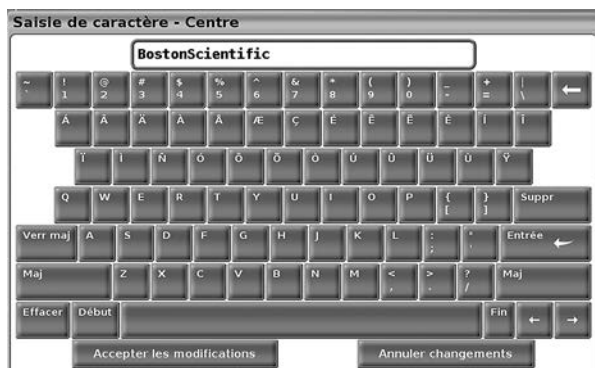 Saisie de caractère - Centre
BostonScientific
~ ` ! 1 @ 2 # 3 $ 4 % 5 ^ 6 & 7 * 8 ( 9 ) 0 _ - + = | \ ←
Q W E R T Y U I O P { [ } ] Suppr
Verr maj A S D F G H J K L : ; " ' Entrée
Maj Z X C V B N M < , > . ? / Maj
Effacer Début Fin ← →
Accepter les modifications Annuler changements